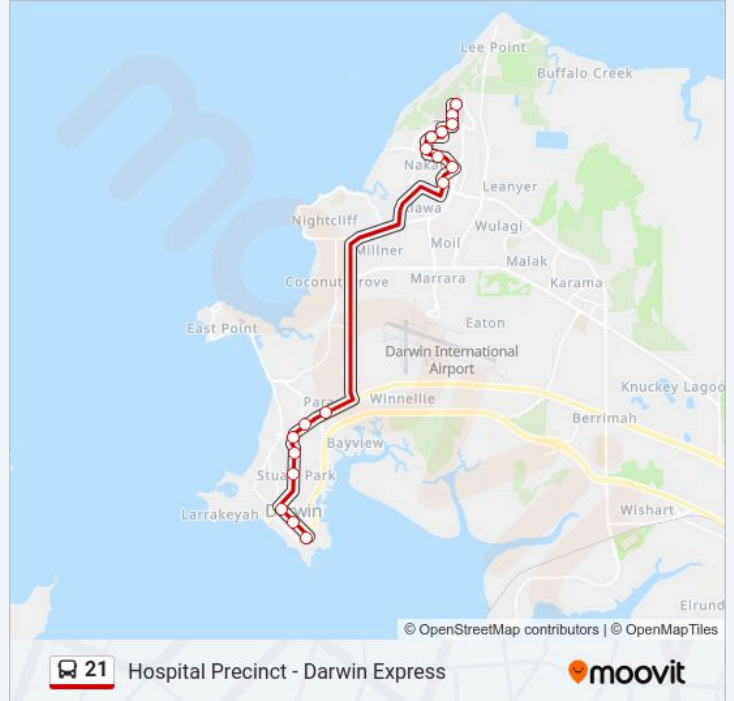 Lee Point
Buffalo Creek
Leanyer
Nightcliff
Wulagi
Millner
Moil
Malak
Coconut Grove
Marrara
Karama
East Point
Eaton
Darwin International
Airport
Knuckey Lagoo
Winnellie
Berrimah
Bayview
Stuart Park
Larrakeyah
Darwin
Wishart
Elrund
© OpenStreetMap contributors | © OpenMapTiles
21 Hospital Precinct - Darwin Express
moovit